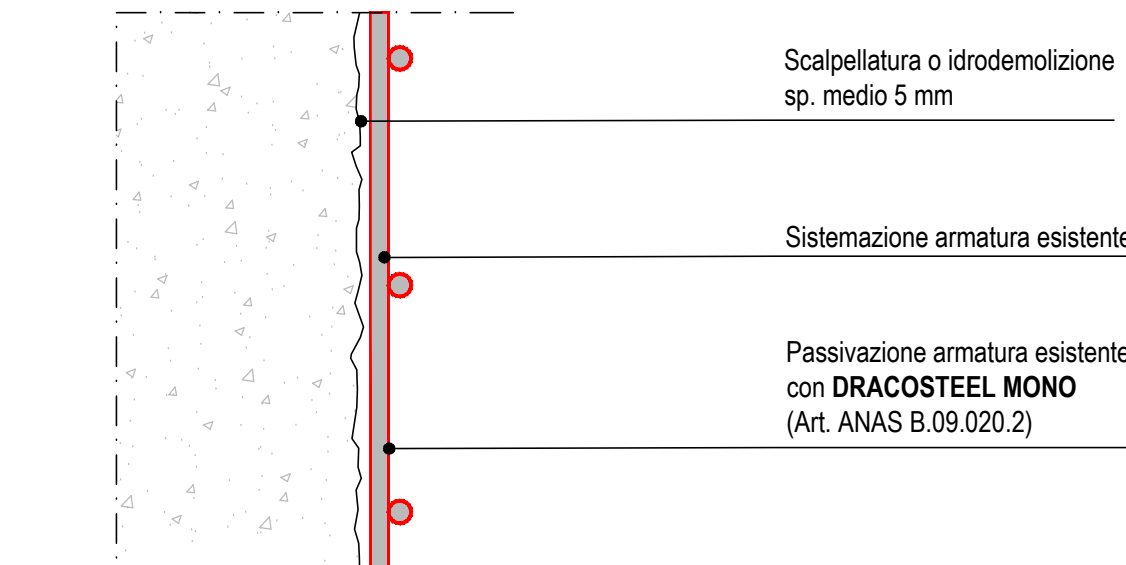 Scalpellatura o idrodemolizione
sp. medio 5 mm
Sistemazione armatura esistente
Passivazione armatura esistente
con DRACOSTEEL MONO
(Art. ANAS B.09.020.2)